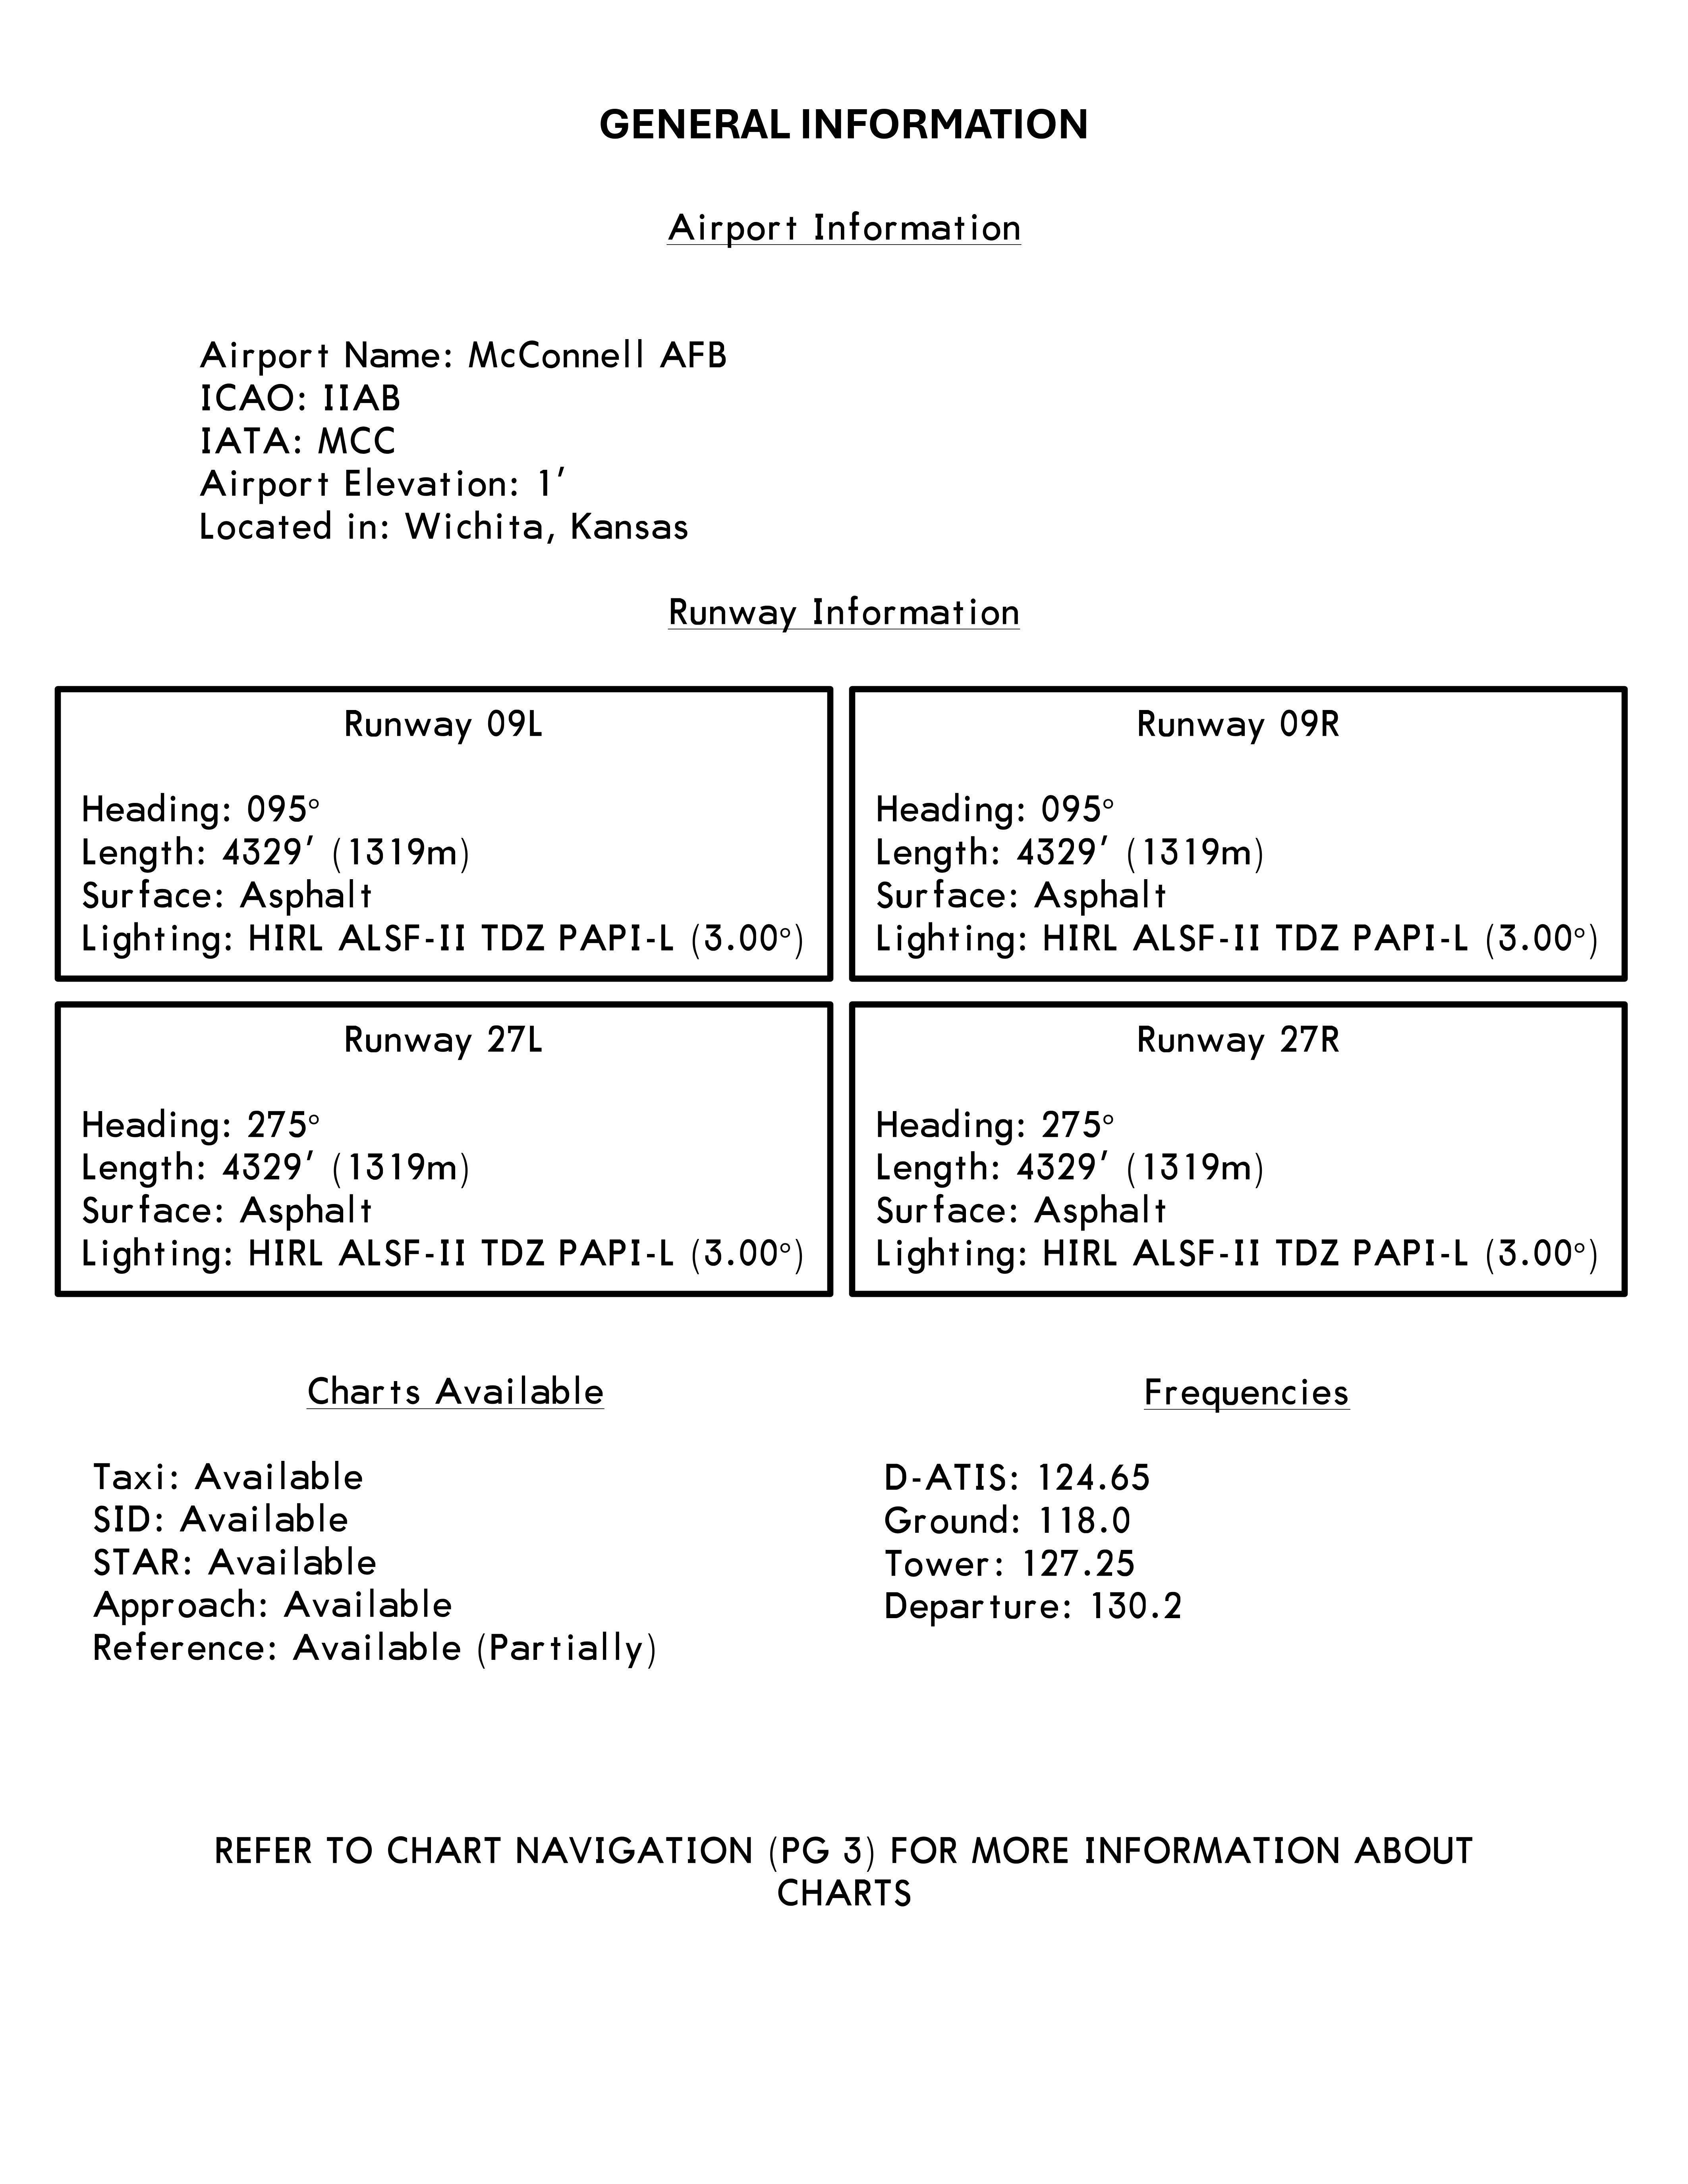 GENERAL INFORMATION
Airport Information
Airport Name: McConnell AFB
ICAO: IIAB
IATA: MCC
Airport Elevation: 1'
Located in: Wichita, Kansas
Runway Information
Runway 09L
Heading: 095°
Length: 4329' (1319m)
Surface: Asphalt
Lighting: HIRL ALSF-II TDZ PAPI-L (3.00°)
Runway 09R
Heading: 095°
Length: 4329' (1319m)
Surface: Asphalt
Lighting: HIRL ALSF-II TDZ PAPI-L (3.00°)
Runway 27L
Heading: 275°
Length: 4329' (1319m)
Surface: Asphalt
Lighting: HIRL ALSF-II TDZ PAPI-L (3.00°)
Runway 27R
Heading: 275°
Length: 4329' (1319m)
Surface: Asphalt
Lighting: HIRL ALSF-II TDZ PAPI-L (3.00°)
Charts Available
Taxi: Available
SID: Available
STAR: Available
Approach: Available
Reference: Available (Partially)
Frequencies
D-ATIS: 124.65
Ground: 118.0
Tower: 127.25
Departure: 130.2
REFER TO CHART NAVIGATION (PG 3) FOR MORE INFORMATION ABOUT
CHARTS